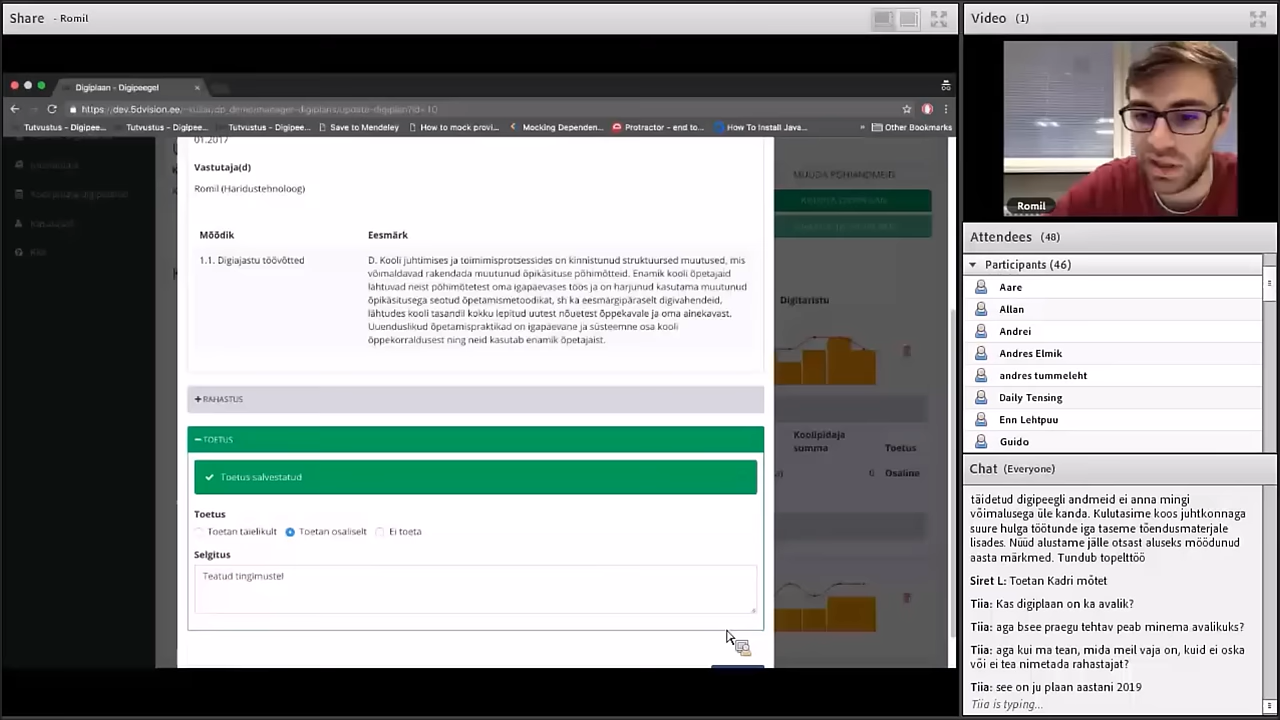 Share - Romil
Digiplaan - Digipeegel
Tutvustus - Digipee...
Tutvustus - Digipee...
Tutvustus - Digipee...
Save to Mendeley
How to mock provi...
Mocking Dependen...
Protractor - end to...
How To Install Java...
»
Other Bookmarks
01.2017
Vastutaja(d)
Romil (Haridustehnoloog)
Mõõdik
Eesmärk
1.1. Digiajastu töövõtted
D. Kooli juhtimises ja toimimisprotsessides on kinnistunud struktuursed muutused, mis
võimaldavad rakendada muutunud õpikäsituse põhimõtteid. Enamik kooli õpetajaid
lähtuvad neist põhimõtetest oma igapäevases töös ja on harjunud kasutama muutunud
õpikäsitusega seotud õpetamismetoodikat, sh ka eesmärgipäraselt digivahendeid,
lähtudes kooli tasandil kokku lepitud uutest nõuetest õppekavale ja oma ainekavast.
Uuenduslikud õpetamispraktikad on igapäevane ja süsteemne osa kooli
õppekorraldusest ning neid kasutab enamik õpetajaid.
+ RAHASTUS
− TOETUS
✓ Toetus salvestatud
Toetus
Toetan täielikult
Toetan osaliselt
Ei toeta
Selgitus
Teatud tingimustel
MUUDA PÕHIANDMEID
Digitaristu
Koolipidaja
summa
Toetus
0
Osaline
Video (1)
Romil
Attendees (48)
Participants (46)
Aare
Allan
Andrei
Andres Elmik
andres tummeleht
Daily Tensing
Enn Lehtpuu
Guido
Chat (Everyone)
täidetud digipeegli andmeid ei anna mingi
võimalusega üle kanda. Kulutasime koos juhtkonnaga
suure hulga töötunde iga taseme tõendusmaterjale
lisades. Nüüd alustame jälle otsast aluseks möödunud
aasta märkmed. Tundub topelttöö
Siret L: Toetan Kadri mõtet
Tiia: Kas digiplaan on ka avalik?
Tiia: aga bsee praegu tehtav peab minema avalikuks?
Tiia: aga kui ma tean, mida meil vaja on, kuid ei oska
või ei tea nimetada rahastajat?
Tiia: see on ju plaan aastani 2019
Tiia is typing...